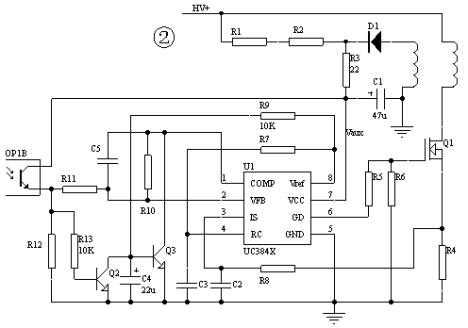 HV+
②
R1
R2
D1
R3
22
C1
+
47u
R9
10K
Vaux
Q1
R7
OP1B
C5
U1
R11
R10
1
COMP
Vref
8
2
VFB
VCC
7
3
IS
GD
6
4
RC
GND
5
UC384X
R5
R6
R12
R13
10K
Q2
Q3
+
C4
22u
C3
C2
R8
R4